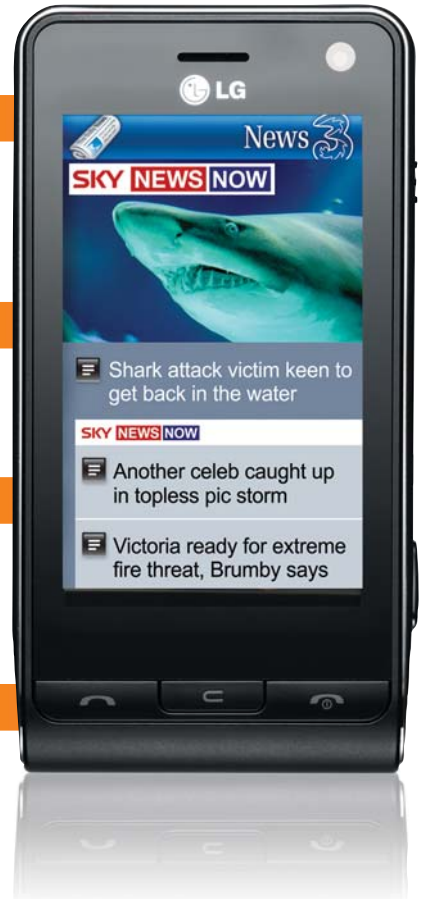 LG
News 3
SKY NEWS NOW
Shark attack victim keen to
get back in the water
SKY NEWS NOW
Another celeb caught up
in topless pic storm
Victoria ready for extreme
fire threat, Brumby says